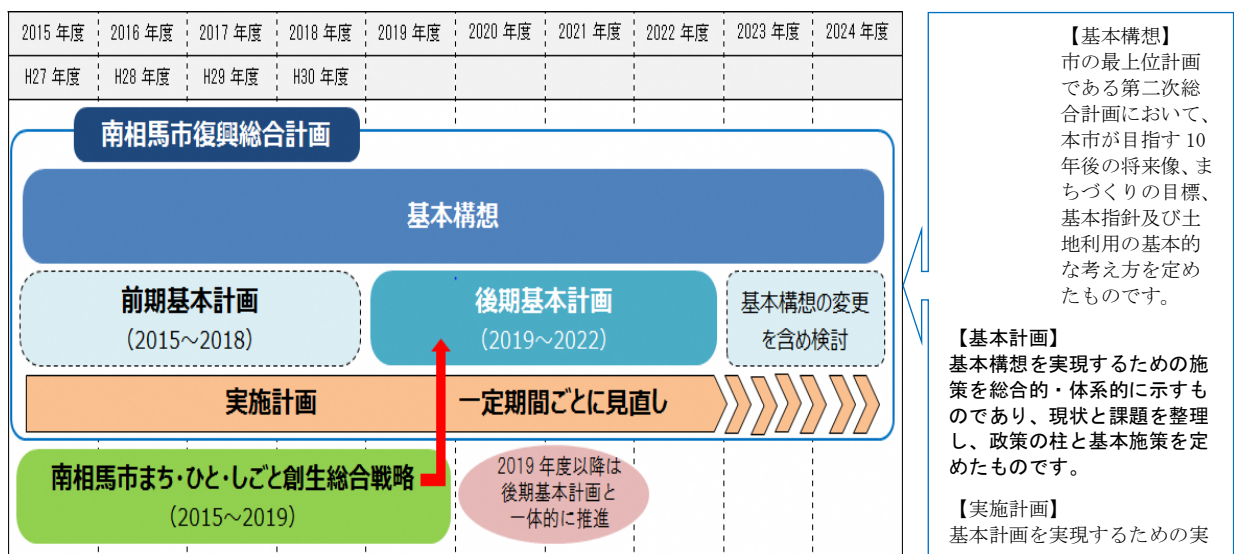 2015 年度 2016 年度 2017 年度 2018 年度 2019 年度 2020 年度 2021 年度 2022 年度 2023 年度 2024 年度
H27 年度 H28 年度 H29 年度 H30 年度
南相馬市復興総合計画
基本構想
前期基本計画
(2015～2018)
後期基本計画
(2019～2022)
基本構想の変更
を含め検討
実施計画
一定期間ごとに見直し
南相馬市まち・ひと・しごと創生総合戦略
(2015～2019)
2019 年度以降は
後期基本計画と
一体的に推進
【基本構想】
市の最上位計画
である第二次総
合計画において、
本市が目指す 10
年後の将来像、ま
ちづくりの目標、
基本指針及び土
地利用の基本的
な考え方を定め
たものです。
【基本計画】
基本構想を実現するための施
策を総合的・体系的に示すも
のであり、現状と課題を整理
し、政策の柱と基本施策を定
めたものです。
【実施計画】
基本計画を実現するための実